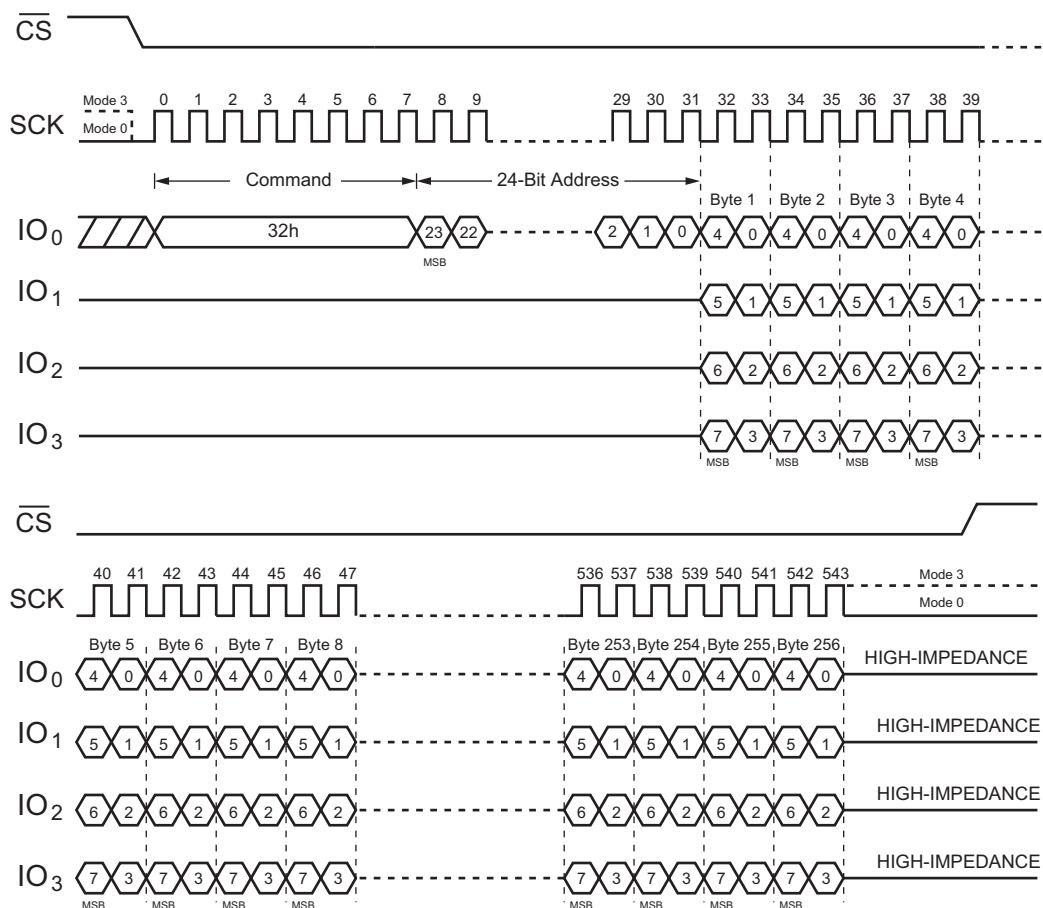 CS
Mode 3 0 1 2 3 4 5 6 7 8 9 29 30 31 32 33 34 35 36 37 38 39
SCK
Mode 0
Command 24-Bit Address
Byte 1 Byte 2 Byte 3 Byte 4
IO0 32h 23 22 2 1 0 4 0 4 0 4 0 4 0
MSB
IO1 5 1 5 1 5 1 5 1
IO2 6 2 6 2 6 2 6 2
IO3 7 3 7 3 7 3 7 3
MSB MSB MSB MSB
CS
40 41 42 43 44 45 46 47 536 537 538 539 540 541 542 543 Mode 3
SCK Mode 0
Byte 5 Byte 6 Byte 7 Byte 8 Byte 253 Byte 254 Byte 255 Byte 256
IO0 4 0 4 0 4 0 4 0 4 0 4 0 4 0 4 0 HIGH-IMPEDANCE
IO1 5 1 5 1 5 1 5 1 5 1 5 1 5 1 5 1 HIGH-IMPEDANCE
IO2 6 2 6 2 6 2 6 2 6 2 6 2 6 2 6 2 HIGH-IMPEDANCE
IO3 7 3 7 3 7 3 7 3 7 3 7 3 7 3 7 3 HIGH-IMPEDANCE
MSB MSB MSB MSB MSB MSB MSB MSB